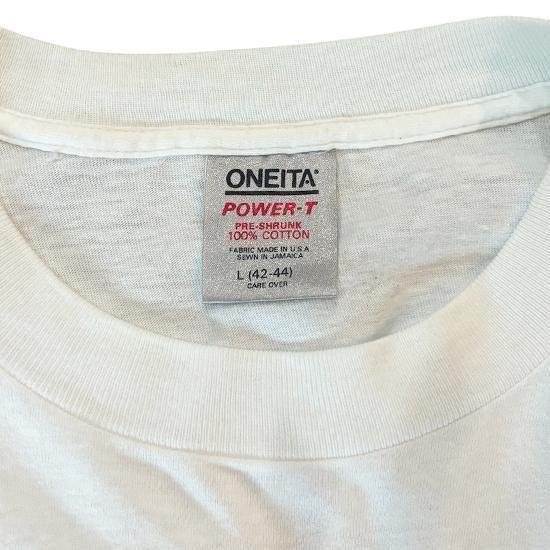 ONEITA®
POWER-T
PRE-SHRUNK
100% COTTON
FABRIC MADE IN U.S.A
SEWN IN JAMAICA
L (42-44)
CARE OVER